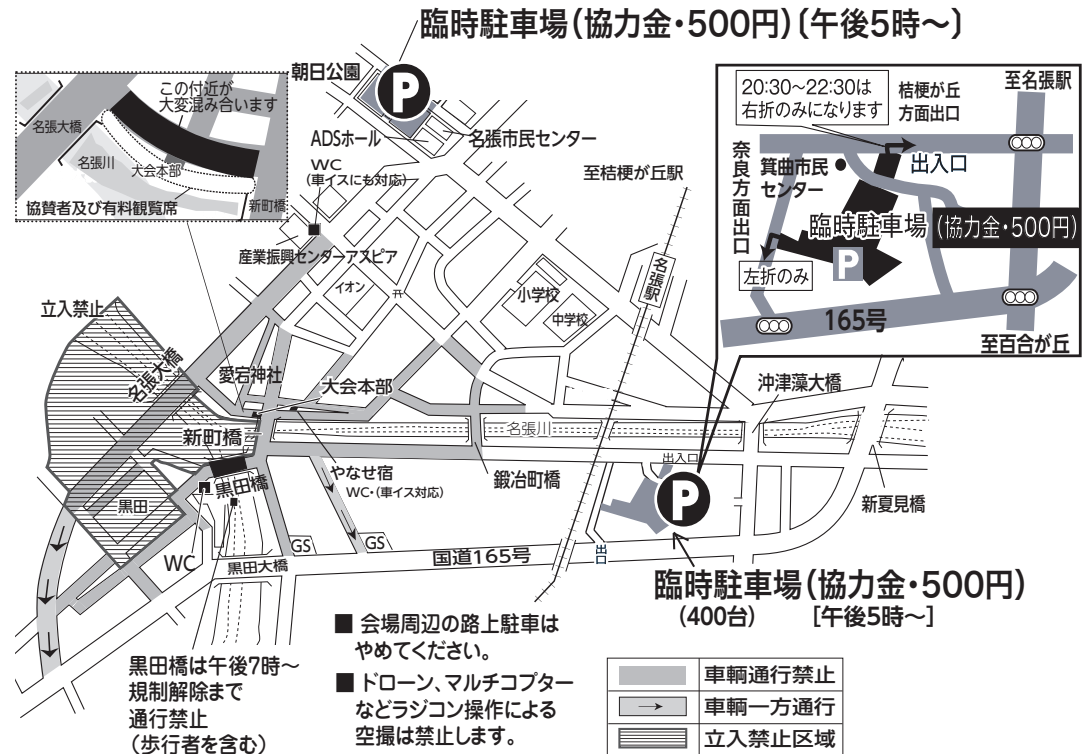 臨時駐車場(協力金・500円)〔午後5時〜〕
朝日公園
P
ADSホール
名張市民センター
WC
(車イスにも対応)
産業振興センターアスピア
この付近が
大変混み合います
名張大橋
名張川
大会本部
協賛者及び有料観覧席
新町橋
20:30〜22:30は
右折のみになります
桔梗が丘
方面出口
至名張駅
奈良方面出口
箕曲市民
センター
出入口
臨時駐車場(協力金・500円)
P
左折のみ
165号
至百合が丘
至桔梗が丘駅
名張駅
イオン
小学校
中学校
立入禁止
名張大橋
愛宕神社
大会本部
沖津藻大橋
新町橋
名張川
やなせ宿
WC・(車イス対応)
鍛冶町橋
出入口
P
新夏見橋
黒田橋
黒田
WC
GS
GS
黒田大橋
国道165号
出口
臨時駐車場(協力金・500円)
(400台)
[午後5時〜]
黒田橋は午後7時〜
規制解除まで
通行禁止
(歩行者を含む)
■ 会場周辺の路上駐車は
やめてください。
■ ドローン、マルチコプター
などラジコン操作による
空撮は禁止します。
車輌通行禁止
車輌一方通行
立入禁止区域